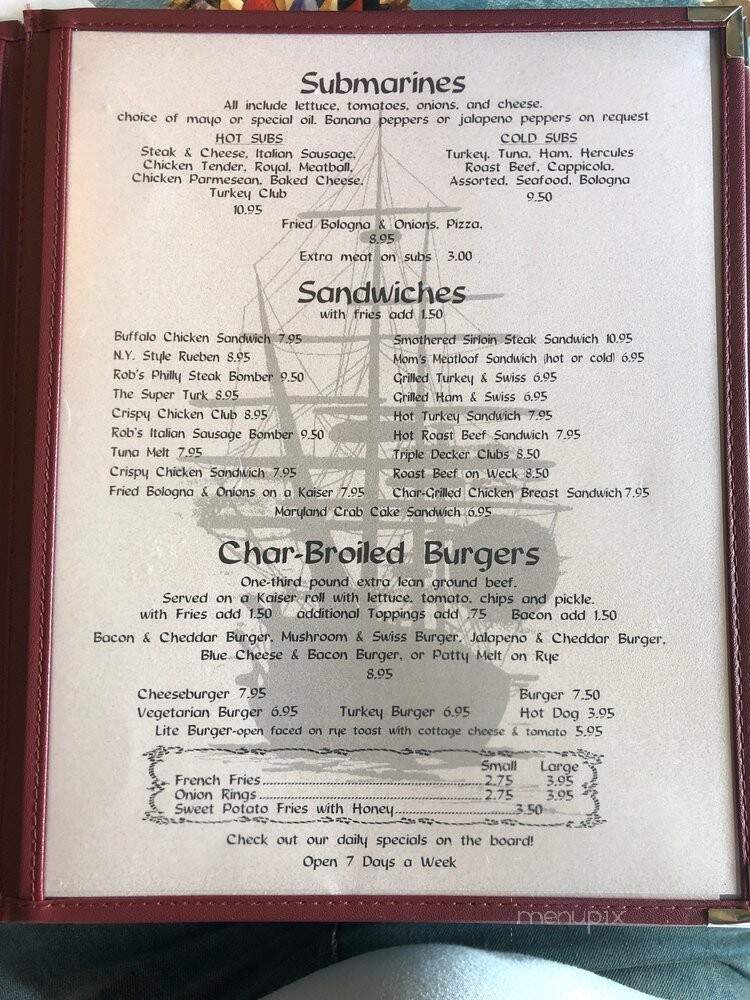 Submarines
All include lettuce, tomatoes, onions, and cheese.
choice of mayo or special oil. Banana peppers or jalapeno peppers on request
HOT SUBS
Steak & Cheese, Italian Sausage,
Chicken Tender, Royal, Meatball,
Chicken Parmesean, Baked Cheese,
Turkey Club
10.95
COLD SUBS
Turkey, Tuna, Ham, Hercules
Roast Beef, Cappicola,
Assorted, Seafood, Bologna
9.50
Fried Bologna & Onions, Pizza,
8.95
Extra meat on subs 3.00
Sandwiches
with fries add 1.50
Buffalo Chicken Sandwich 7.95
N.Y. Style Rueben 8.95
Rob's Philly Steak Bomber 9.50
The Super Turk 8.95
Crispy Chicken Club 8.95
Rob's Italian Sausage Bomber 9.50
Tuna Melt 7.95
Crispy Chicken Sandwich 7.95
Fried Bologna & Onions on a Kaiser 7.95
Smothered Sirloin Steak Sandwich 10.95
Mom's Meatloaf Sandwich (hot or cold) 6.95
Grilled Turkey & Swiss 6.95
Grilled Ham & Swiss 6.95
Hot Turkey Sandwich 7.95
Hot Roast Beef Sandwich 7.95
Triple Decker Clubs 8.50
Roast Beef on Weck 8.50
Char-Grilled Chicken Breast Sandwich 7.95
Maryland Crab Cake Sandwich 6.95
Char-Broiled Burgers
One-third pound extra lean ground beef.
Served on a Kaiser roll with lettuce, tomato, chips and pickle.
with Fries add 1.50 additional Toppings add .75 Bacon add 1.50
Bacon & Cheddar Burger, Mushroom & Swiss Burger, Jalapeno & Cheddar Burger,
Blue Cheese & Bacon Burger, or Patty Melt on Rye
8.95
Cheeseburger 7.95 Burger 7.50
Vegetarian Burger 6.95 Turkey Burger 6.95 Hot Dog 3.95
Lite Burger-open faced on rye toast with cottage cheese & tomato 5.95
Small Large
French Fries 2.75 3.95
Onion Rings 2.75 3.95
Sweet Potato Fries with Honey 3.50
Check out our daily specials on the board!
Open 7 Days a Week
menupix